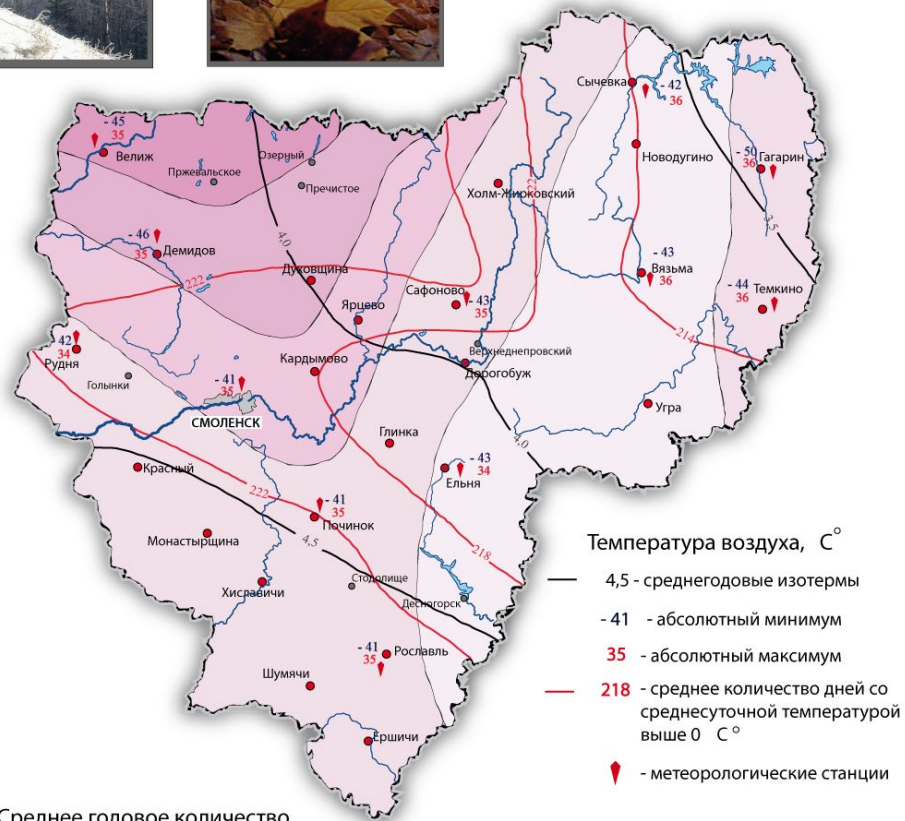 Сычевка
- 42
36
- 45
35
Велиж
Озерный
Пржевальское
Пречистое
Новодугино
- 50
36
Гагарин
Холм-Жирковский
222
4,0
3,5
- 46
35
Демидов
222
Духовщина
Сафоново
- 43
35
Ярцево
- 43
Вязьма
36
- 44
36
Темкино
214
42
34
Рудня
Голынки
Кардымово
Верхнеднепровский
Дорогобуж
- 41
35
СМОЛЕНСК
Угра
Глинка
4,0
- 43
34
Ельня
Красный
222
- 41
35
Починок
4,5
Монастырщина
218
Стодолище
Хиславичи
Десногорск
- 41
35
Рославль
Шумячи
Ершичи
Температура воздуха, С°
4,5 - среднегодовые изотермы
- 41 - абсолютный минимум
35 - абсолютный максимум
218 - среднее количество дней со
среднесуточной температурой
выше 0 С°
- метеорологические станции
Среднее годовое количество